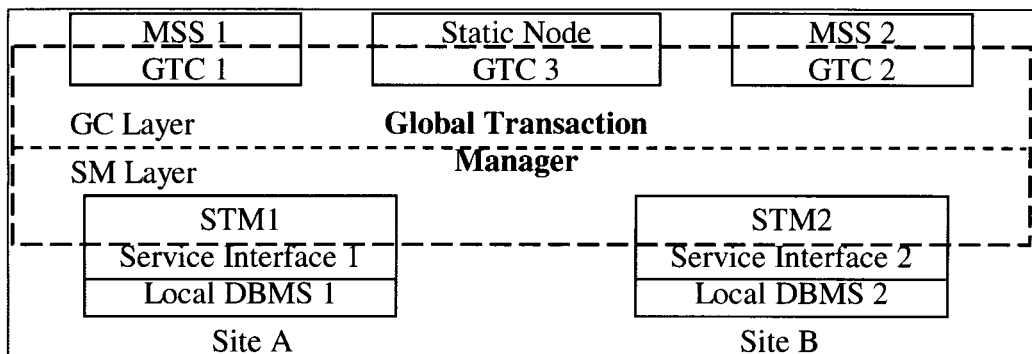 MSS 1
Static Node
MSS 2
GTC 1
GTC 3
GTC 2
GC Layer
Global Transaction
Manager
SM Layer
STM1
STM2
Service Interface 1
Service Interface 2
Local DBMS 1
Local DBMS 2
Site A
Site B